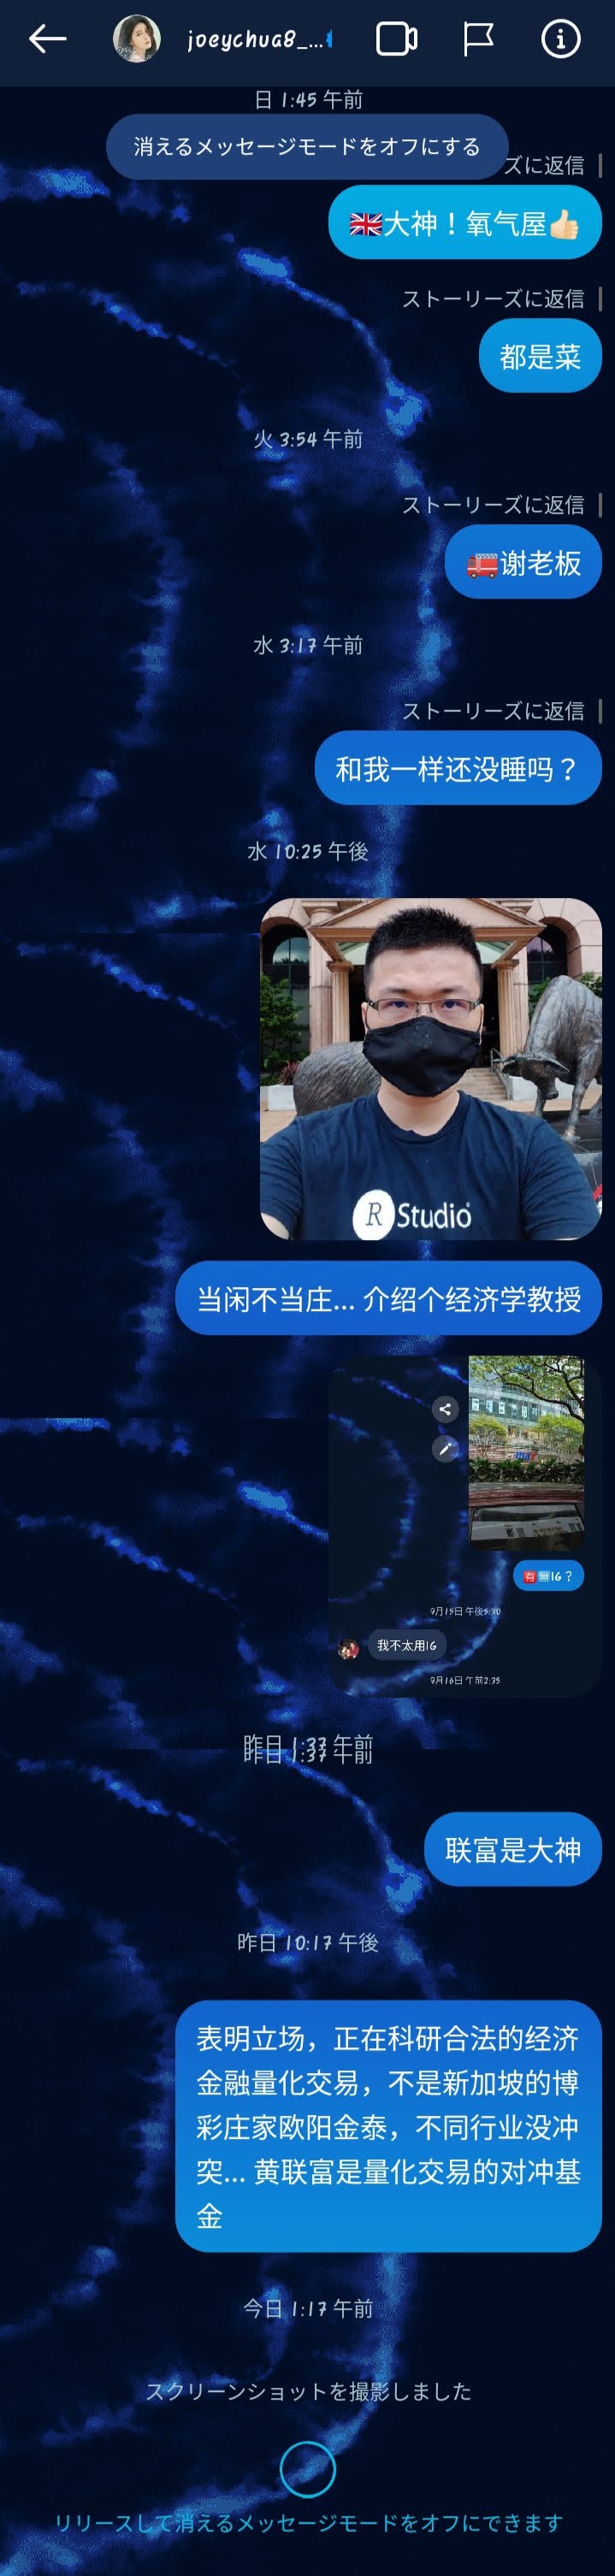 joeychua8_...
日 1:45 午前
消えるメッセージモードをオフにする
ズに返信
🇬🇧大神！氧气屋👍🏻
ストーリーズに返信
都是菜
火 3:54 午前
ストーリーズに返信
🚒谢老板
水 3:17 午前
ストーリーズに返信
和我一样还没睡吗？
水 10:25 午後
R Studio
当闲不当庄... 介绍个经济学教授
🈶🈚IG？
9月15日 午後5:30
我不太用IG
9月16日 午前2:35
昨日 1:37 午前
联富是大神
昨日 10:17 午後
表明立场，正在科研合法的经济
金融量化交易，不是新加坡的博
彩庄家欧阳金泰，不同行业没冲
突... 黄联富是量化交易的对冲基
金
今日 1:17 午前
スクリーンショットを撮影しました
リリースして消えるメッセージモードをオフにできます